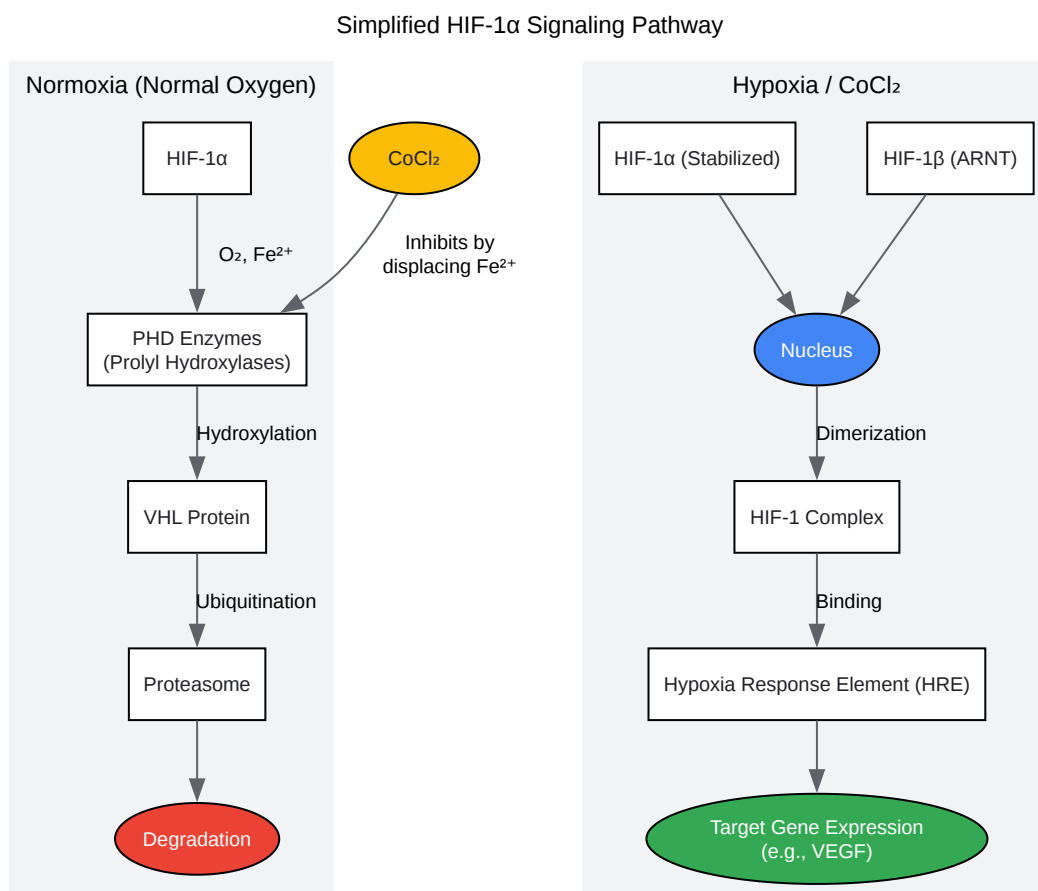 Simplified HIF-1α Signaling Pathway
Normoxia (Normal Oxygen)
HIF-1α
CoCl₂
O₂, Fe²⁺
Inhibits by
displacing Fe²⁺
PHD Enzymes
(Prolyl Hydroxylases)
Hydroxylation
VHL Protein
Ubiquitination
Proteasome
Degradation
Hypoxia / CoCl₂
HIF-1α (Stabilized)
HIF-1β (ARNT)
Nucleus
Dimerization
HIF-1 Complex
Binding
Hypoxia Response Element (HRE)
Target Gene Expression
(e.g., VEGF)